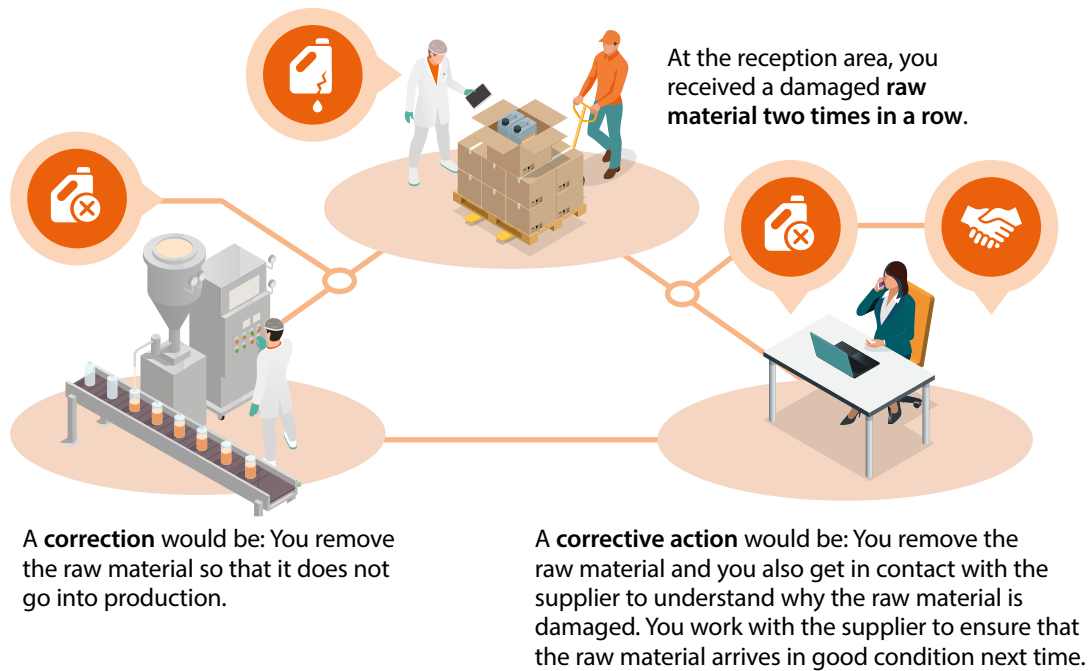 At the reception area, you
received a damaged raw
material two times in a row.
A correction would be: You remove
the raw material so that it does not
go into production.
A corrective action would be: You remove the
raw material and you also get in contact with the
supplier to understand why the raw material is
damaged. You work with the supplier to ensure that
the raw material arrives in good condition next time.